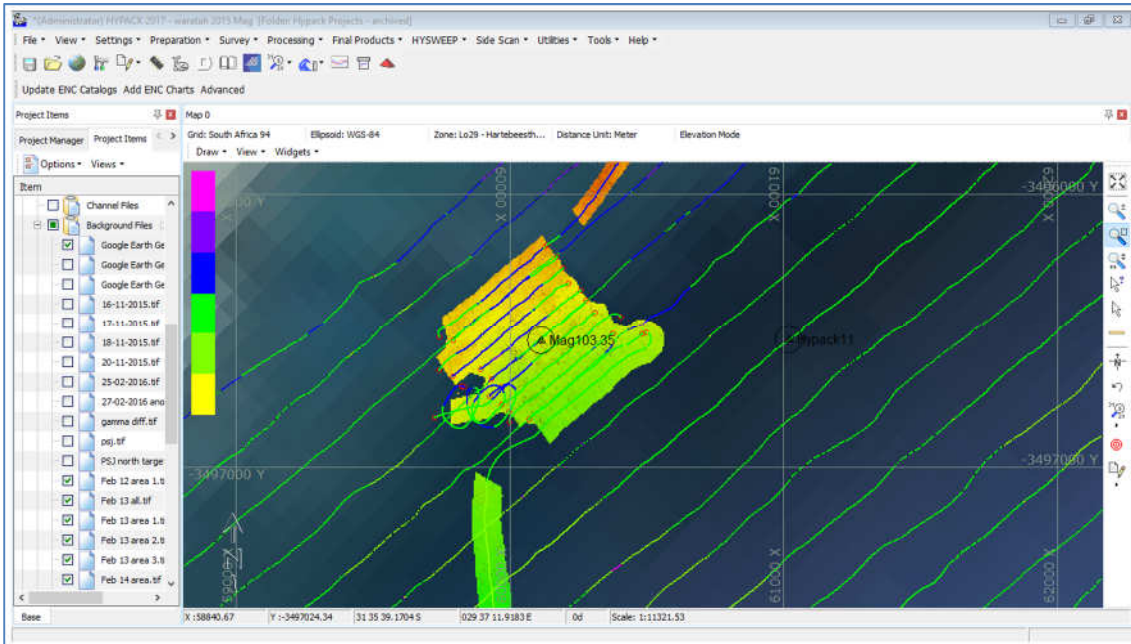 *(Administrator) HYPACK 2017 - waratah 2015 Mag [Folder: Hypack Projects - archived]
File View Settings Preparation Survey Processing Final Products HYSWEEP Side Scan Utilities Tools Help
Update ENC Catalogs Add ENC Charts Advanced
Project Items
Map 0
Project Manager Project Items
Grid: South Africa 94 Ellipsoid: WGS-84 Zone: Lo29 - Hartebeesth... Distance Unit: Meter Elevation Mode
Options Views
Draw View Widgets
Item
Channel Files
Background Files
Google Earth Ge
Google Earth Ge
Google Earth Ge
16-11-2015.tif
17-11-2015.tif
18-11-2015.tif
20-11-2015.tif
25-02-2016.tif
27-02-2016 ano
gamma diff.tif
psj.tif
PSJ north targe
Feb 12 area 1.ti
Feb 13 all.tif
Feb 13 area 1.ti
Feb 13 area 2.ti
Feb 13 area 3.ti
Feb 14 area.tif
X 60000
X 61000
-3496000 Y
Mag103.35
Hypack11
-3497000 Y
-3497000 Y
X 61000
X 62000
Base
X :58840.67 Y :-3497024.34 31 35 39.1704 S 029 37 11.9183 E 0d Scale: 1:11321.53